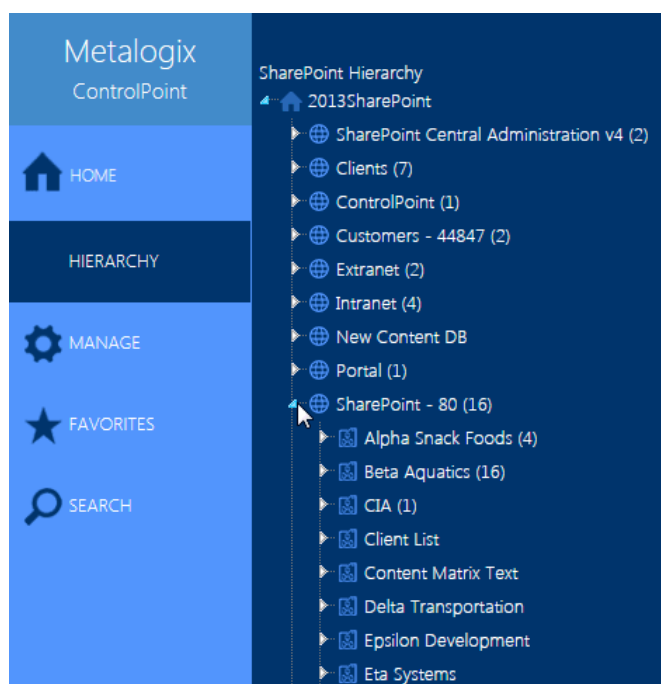 Metalogix
ControlPoint
HOME
HIERARCHY
MANAGE
FAVORITES
SEARCH
SharePoint Hierarchy
2013SharePoint
SharePoint Central Administration v4 (2)
Clients (7)
ControlPoint (1)
Customers - 44847 (2)
Extranet (2)
Intranet (4)
New Content DB
Portal (1)
SharePoint - 80 (16)
Alpha Snack Foods (4)
Beta Aquatics (16)
CIA (1)
Client List
Content Matrix Text
Delta Transportation
Epsilon Development
Eta Systems